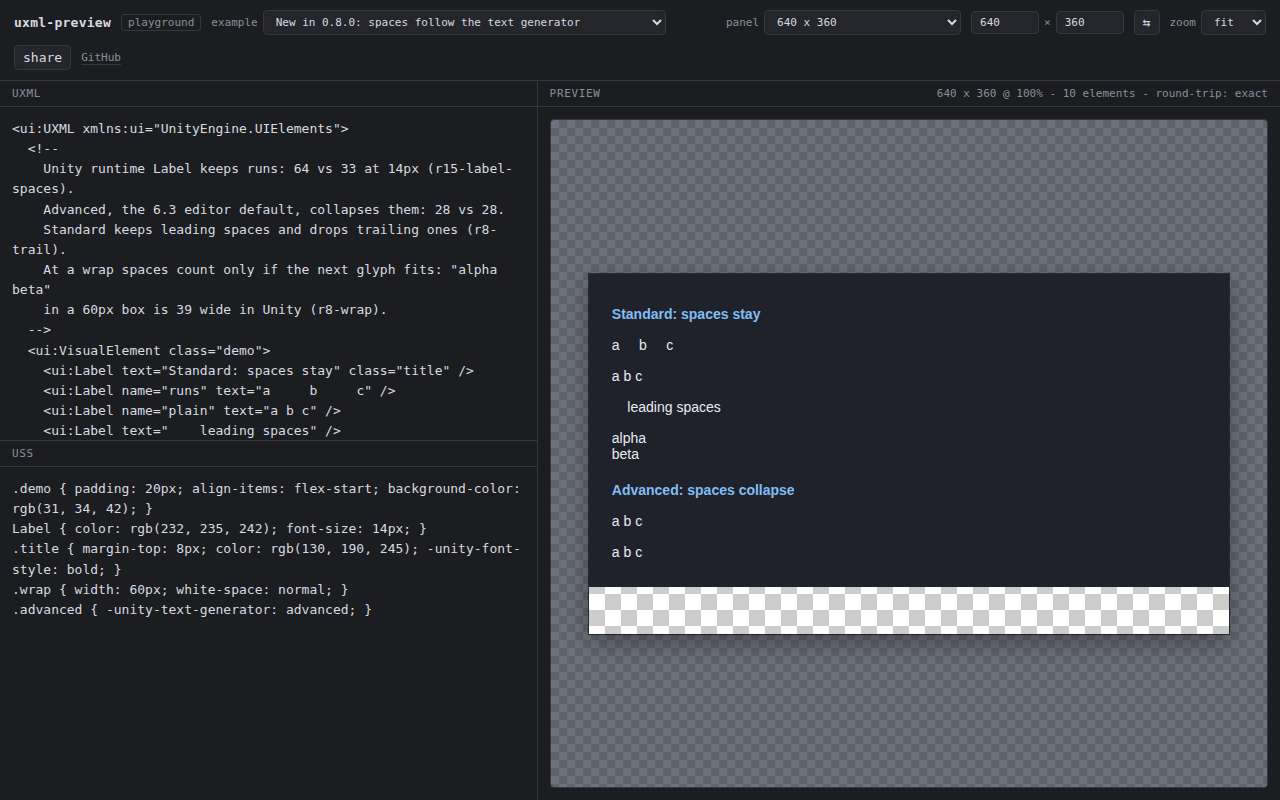 uxml-preview playground example New in 0.8.0: spaces follow the text generator panel 640 x 360 640 × 360 ⇆ zoom fit
share GitHub
UXML
<ui:UXML xmlns:ui="UnityEngine.UIElements">
  <!--
    Unity runtime Label keeps runs: 64 vs 33 at 14px (r15-label-
spaces).
    Advanced, the 6.3 editor default, collapses them: 28 vs 28.
    Standard keeps leading spaces and drops trailing ones (r8-
trail).
    At a wrap spaces count only if the next glyph fits: "alpha
beta"
    in a 60px box is 39 wide in Unity (r8-wrap).
  -->
  <ui:VisualElement class="demo">
    <ui:Label text="Standard: spaces stay" class="title" />
    <ui:Label name="runs" text="a     b     c" />
    <ui:Label name="plain" text="a b c" />
    <ui:Label text="    leading spaces" />
USS
.demo { padding: 20px; align-items: flex-start; background-color:
rgb(31, 34, 42); }
Label { color: rgb(232, 235, 242); font-size: 14px; }
.title { margin-top: 8px; color: rgb(130, 190, 245); -unity-font-
style: bold; }
.wrap { width: 60px; white-space: normal; }
.advanced { -unity-text-generator: advanced; }
PREVIEW 640 x 360 @ 100% - 10 elements - round-trip: exact
Standard: spaces stay
a     b     c
a b c
    leading spaces
alpha
beta
Advanced: spaces collapse
a b c
a b c